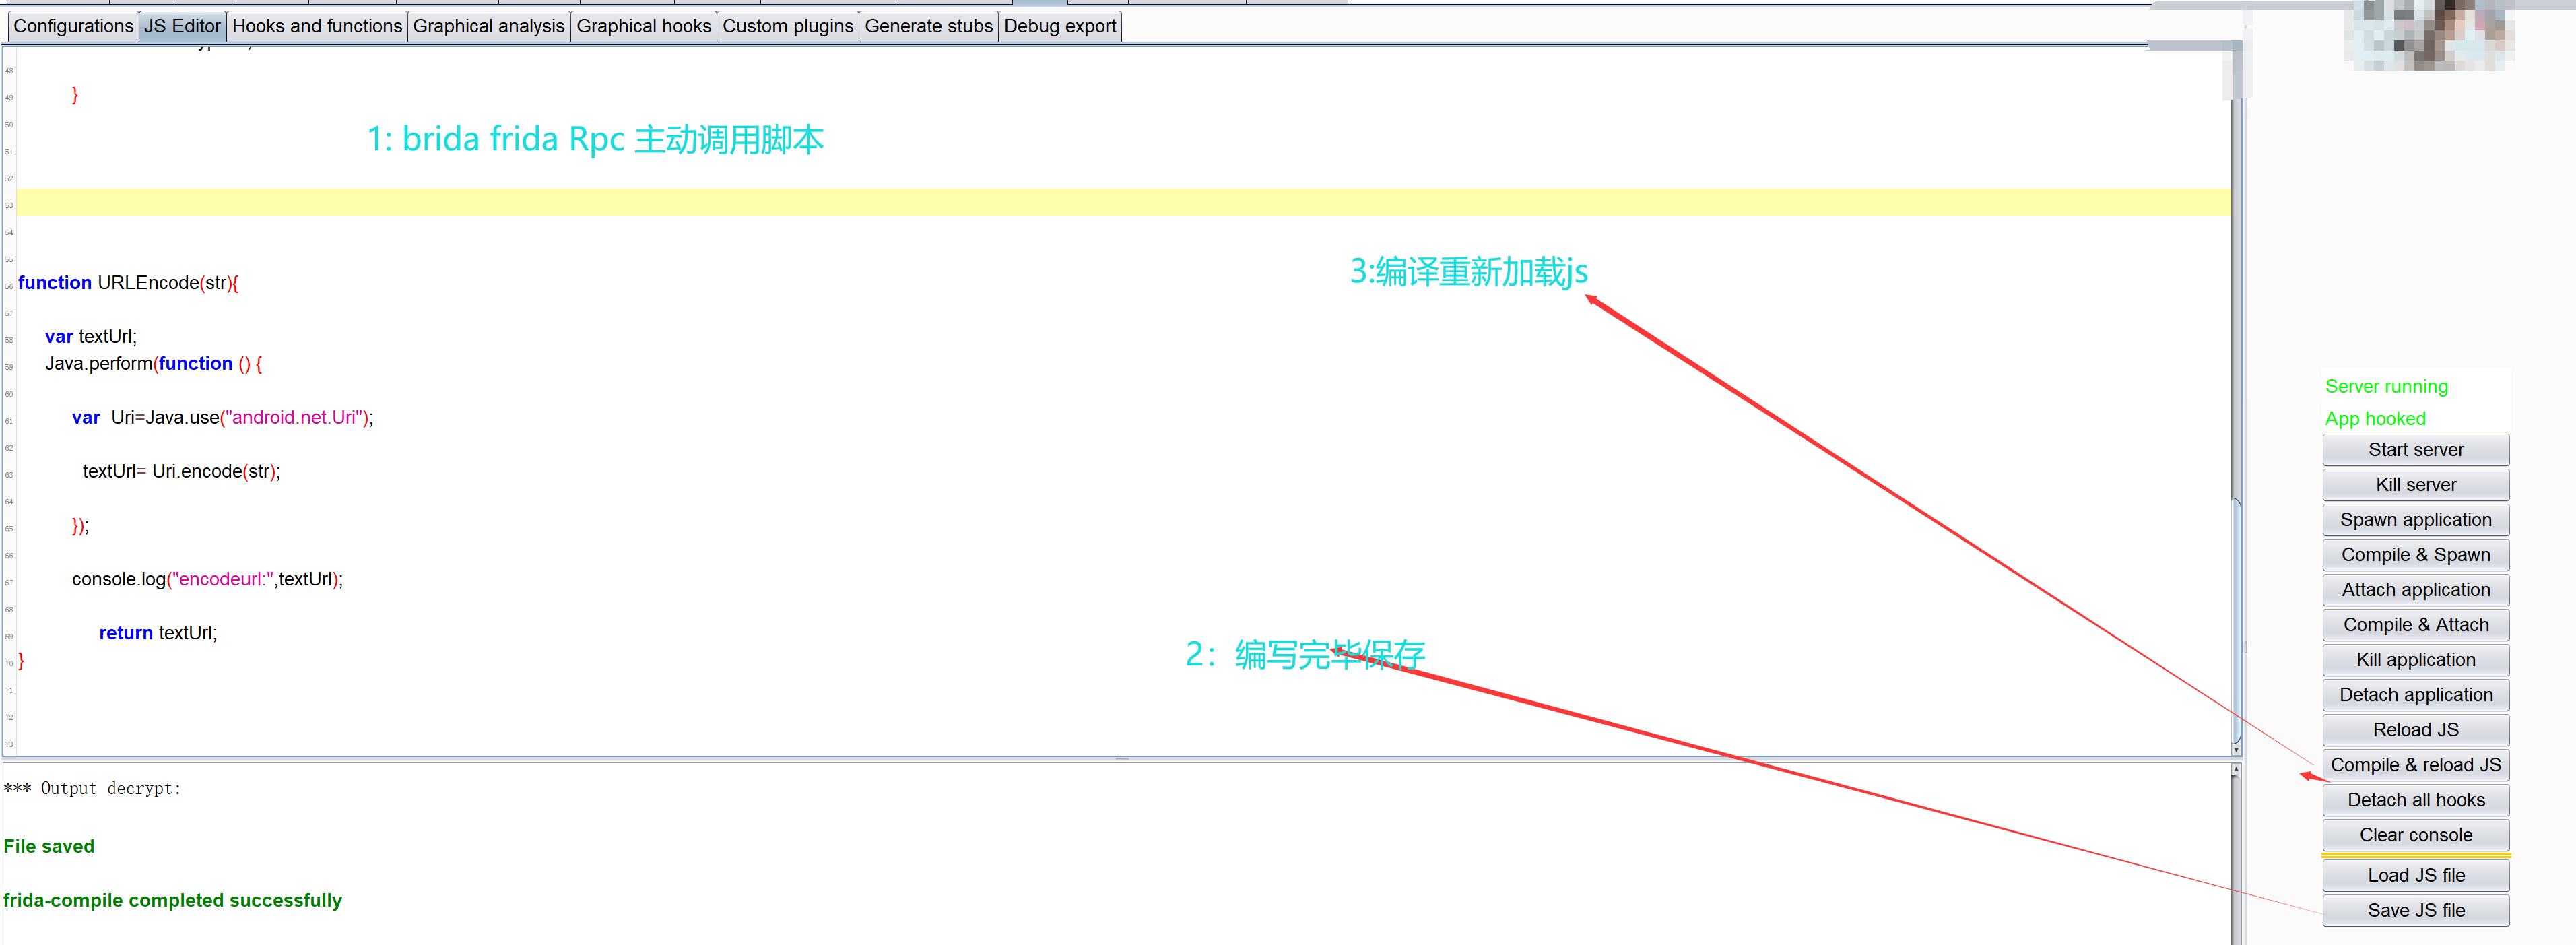 Configurations JS Editor Hooks and functions Graphical analysis Graphical hooks Custom plugins Generate stubs Debug export
48
49 }
50
1: brida frida Rpc 主动调用脚本
51
52
53
54
55
3:编译重新加载js
56 function URLEncode(str){
57
58 var textUrl;
59 Java.perform(function () {
60
61 var Uri=Java.use("android.net.Uri");
62
63 textUrl= Uri.encode(str);
64
65 });
66
67 console.log("encodeurl:",textUrl);
68
69 return textUrl;
2：编写完毕保存
70 }
71
72
73
*** Output decrypt:
File saved
frida-compile completed successfully
Server running
App hooked
Start server
Kill server
Spawn application
Compile & Spawn
Attach application
Compile & Attach
Kill application
Detach application
Reload JS
Compile & reload JS
Detach all hooks
Clear console
Load JS file
Save JS file